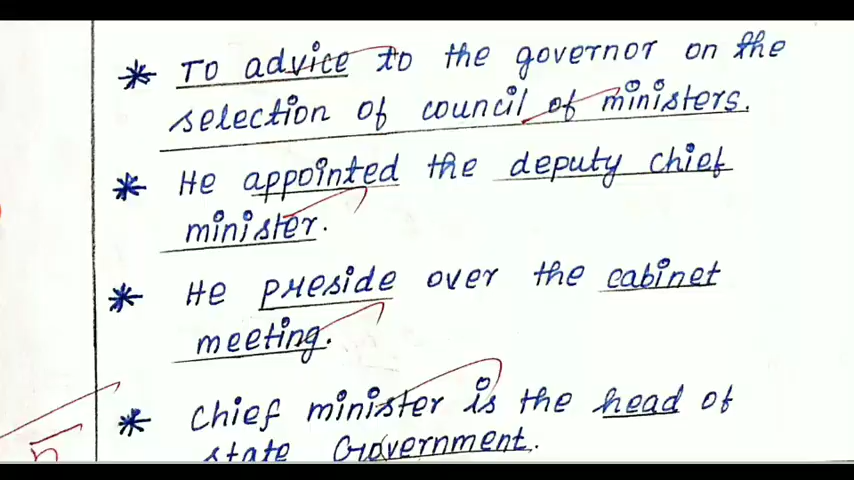 * To advice to the governor on the
selection of council of ministers.
* He appointed the deputy chief
minister.
* He preside over the cabinet
meeting.
* Chief minister is the head of
state Government.